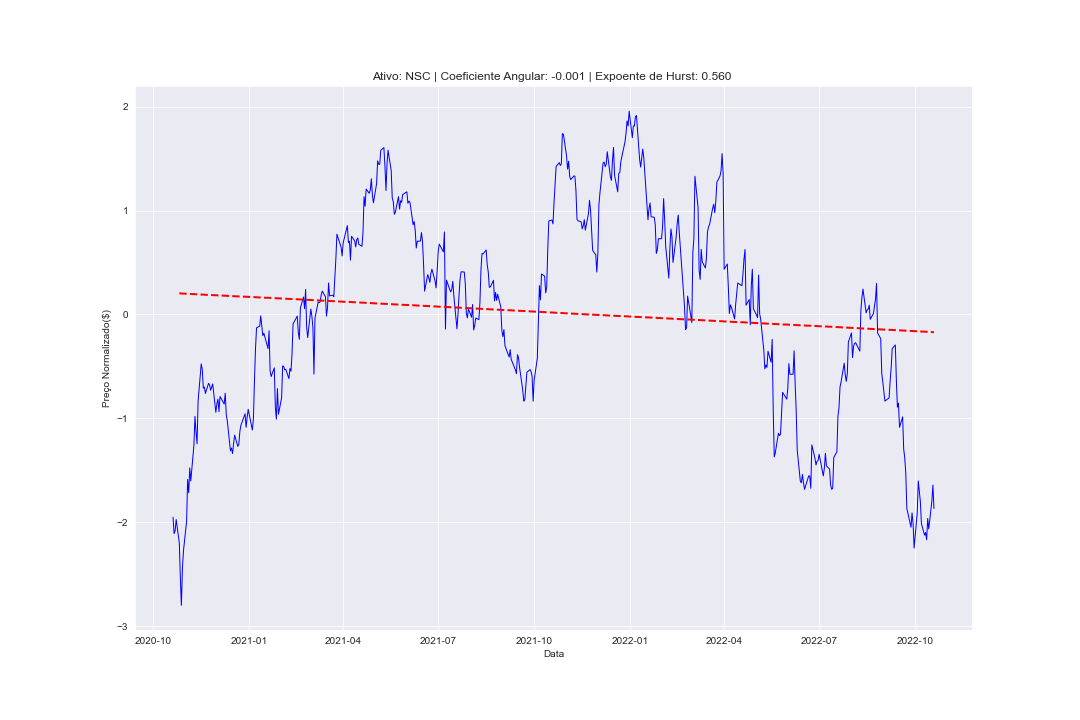 Ativo: NSC | Coeficiente Angular: -0.001 | Expoente de Hurst: 0.560
Preço Normalizado($)
2
1
0
−1
−2
−3
2020-10 2021-01 2021-04 2021-07 2021-10 2022-01 2022-04 2022-07 2022-10
Data